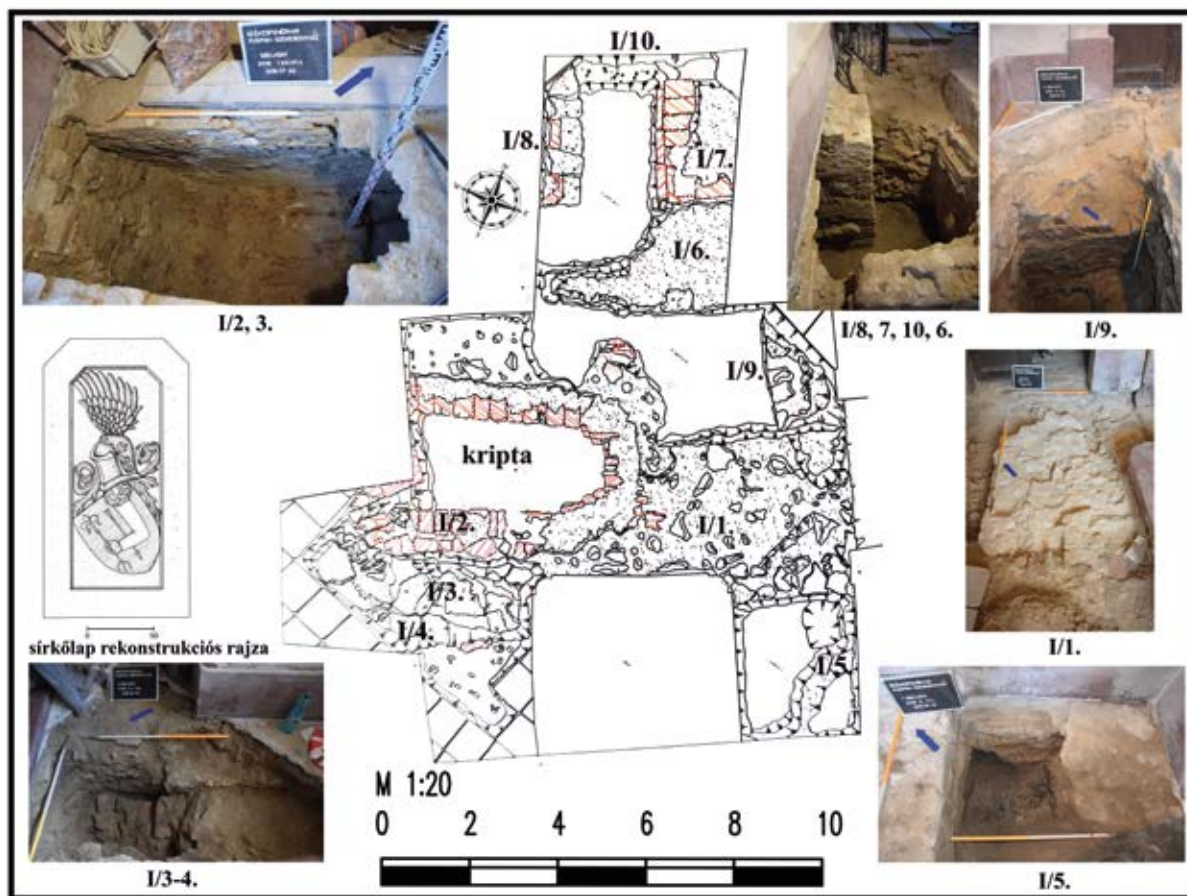 I/10.
I/8.
I/7.
I/6.
I/2, 3.
I/8, 7, 10, 6.
I/9.
I/9.
kripta
I/2.
I/1.
I/3.
I/4.
I/5.
sírkőlap rekonstrukciós rajza
I/1.
M 1:20
0 2 4 6 8 10
I/3-4.
I/5.